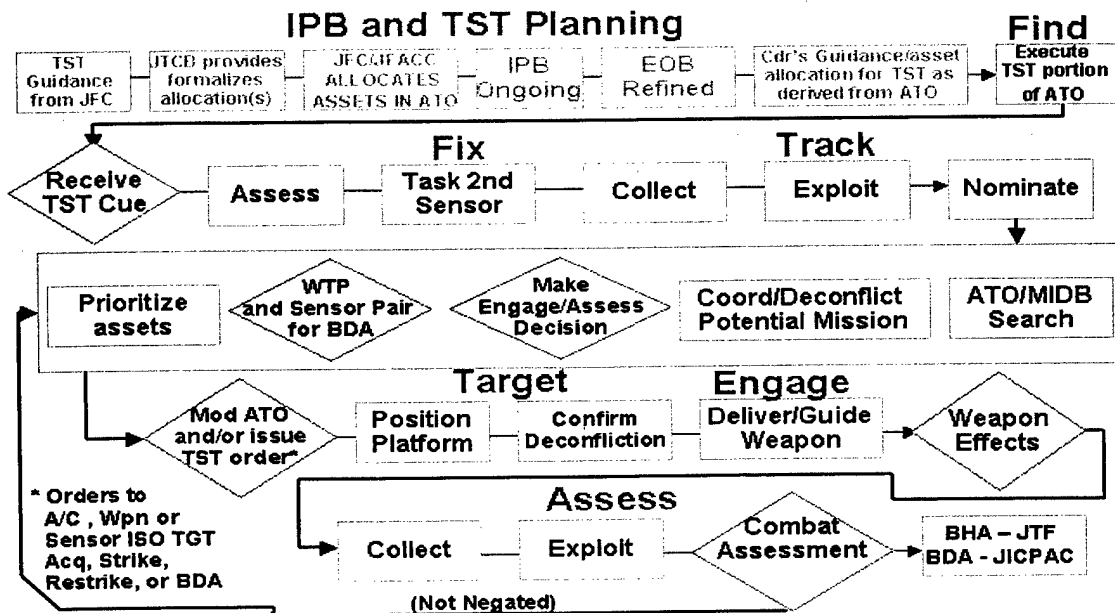 IPB and TST Planning
Find
TST
Guidance
from JFC
JTCB provides
formalizes
allocation(s)
JFC/JFACC
ALLOCATES
ASSETS IN ATO
IPB
Ongoing
EOB
Refined
Cdr's Guidance/asset
allocation for TST as
derived from ATO
Execute
TST portion
of ATO
Fix
Track
Receive
TST Cue
Assess
Task 2nd
Sensor
Collect
Exploit
Nominate
Prioritize
assets
WTP
and Sensor Pair
for BDA
Make
Engage/Assess
Decision
Coord/Deconflict
Potential Mission
ATO/MIDB
Search
Target
Engage
Mod ATO
and/or issue
TST order*
Position
Platform
Confirm
Deconfliction
Deliver/Guide
Weapon
Weapon
Effects
* Orders to
A/C , Wpn or
Sensor ISO TGT
Acq, Strike,
Restrike, or BDA
Assess
Collect
Exploit
Combat
Assessment
BHA – JTF
BDA - JICPAC
(Not Negated)